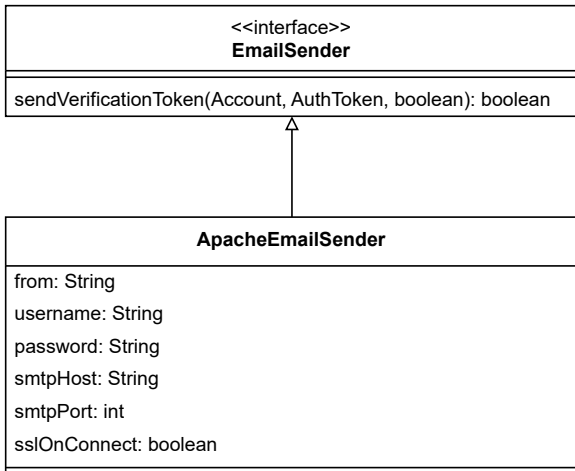 <<interface>>
EmailSender
sendVerificationToken(Account, AuthToken, boolean): boolean
ApacheEmailSender
from: String
username: String
password: String
smtpHost: String
smtpPort: int
sslOnConnect: boolean